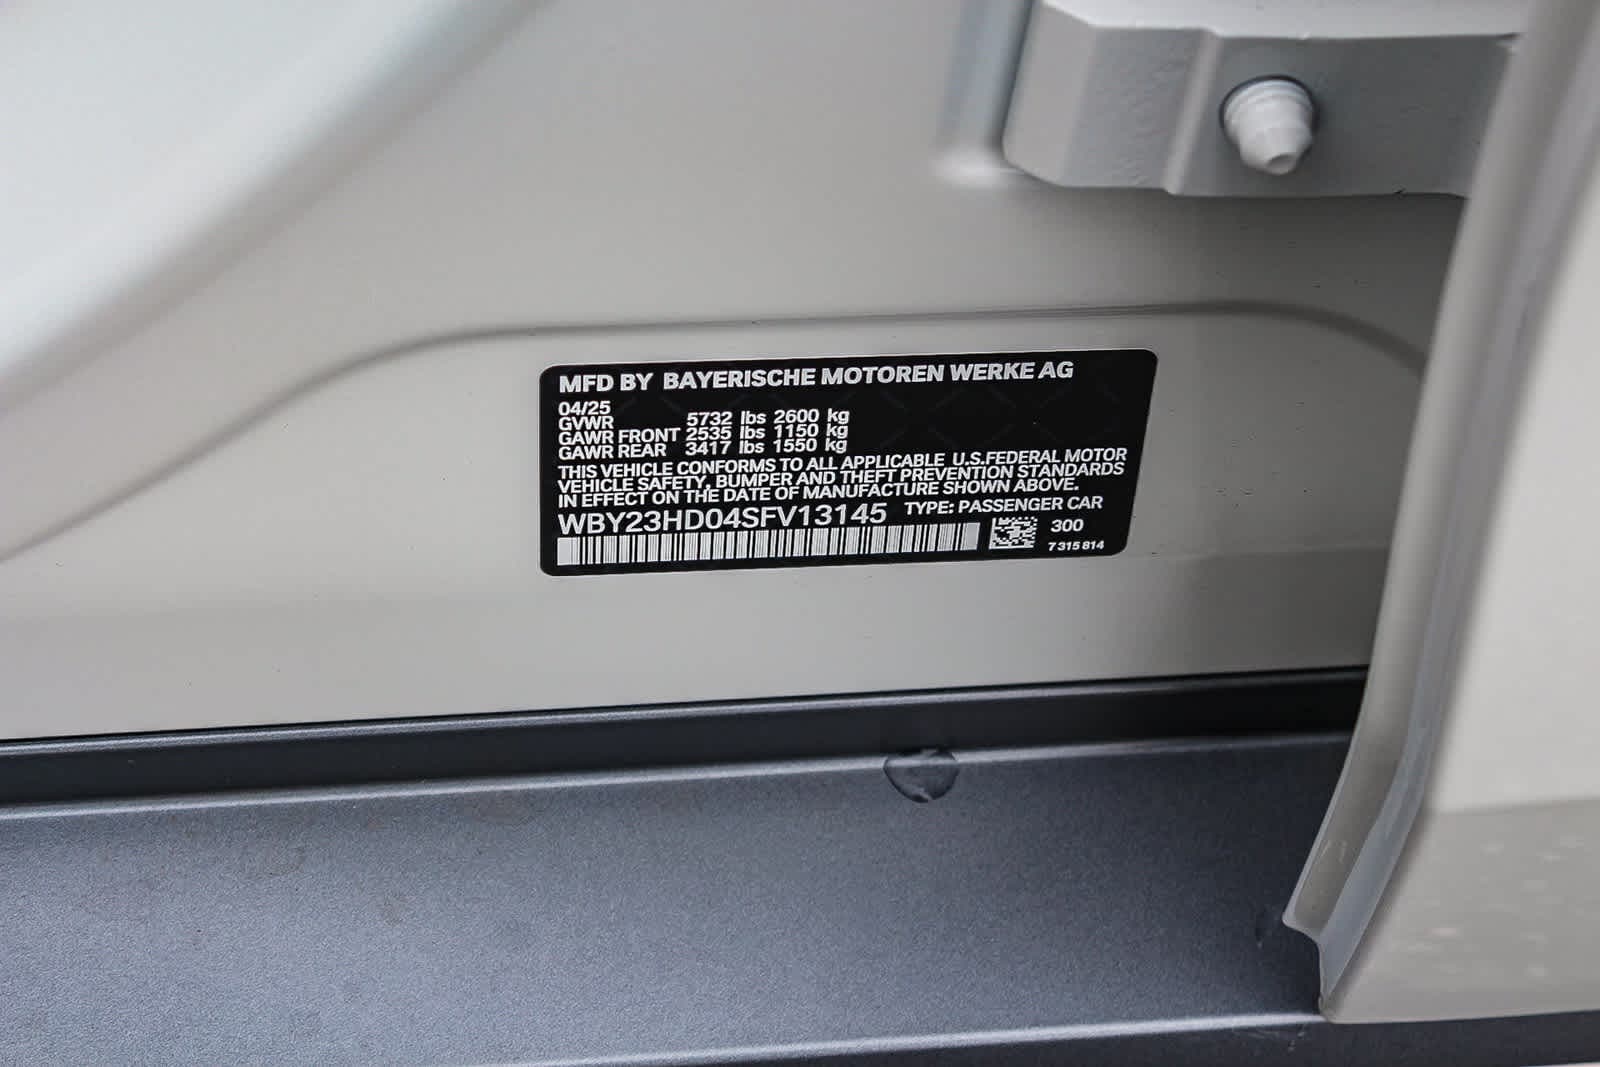 MFD BY BAYERISCHE MOTOREN WERKE AG
04/25
GVWR 5732 lbs 2600 kg
GAWR FRONT 2535 lbs 1150 kg
GAWR REAR 3417 lbs 1550 kg
THIS VEHICLE CONFORMS TO ALL APPLICABLE U.S.FEDERAL MOTOR
VEHICLE SAFETY, BUMPER AND THEFT PREVENTION STANDARDS
IN EFFECT ON THE DATE OF MANUFACTURE SHOWN ABOVE.
WBY23HD04SFV13145 TYPE: PASSENGER CAR
300
7 315 814